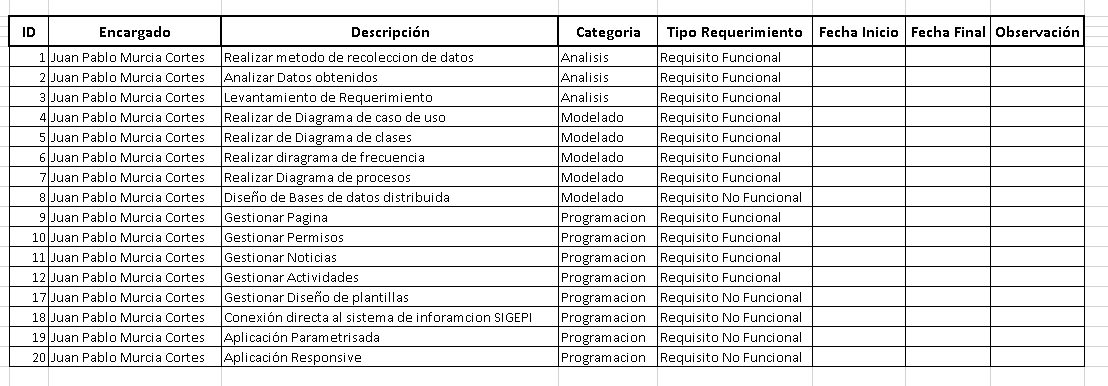 ID Encargado Descripción Categoria Tipo Requerimiento Fecha Inicio Fecha Final Observación
1 Juan Pablo Murcia Cortes Realizar metodo de recoleccion de datos Analisis Requisito Funcional
2 Juan Pablo Murcia Cortes Analizar Datos obtenidos Analisis Requisito Funcional
3 Juan Pablo Murcia Cortes Levantamiento de Requerimiento Analisis Requisito Funcional
4 Juan Pablo Murcia Cortes Realizar de Diagrama de caso de uso Modelado Requisito Funcional
5 Juan Pablo Murcia Cortes Realizar de Diagrama de clases Modelado Requisito Funcional
6 Juan Pablo Murcia Cortes Realizar diragrama de frecuencia Modelado Requisito Funcional
7 Juan Pablo Murcia Cortes Realizar Diagrama de procesos Modelado Requisito Funcional
8 Juan Pablo Murcia Cortes Diseño de Bases de datos distribuida Modelado Requisito No Funcional
9 Juan Pablo Murcia Cortes Gestionar Pagina Programacion Requisito Funcional
10 Juan Pablo Murcia Cortes Gestionar Permisos Programacion Requisito Funcional
11 Juan Pablo Murcia Cortes Gestionar Noticias Programacion Requisito Funcional
12 Juan Pablo Murcia Cortes Gestionar Actividades Programacion Requisito Funcional
17 Juan Pablo Murcia Cortes Gestionar Diseño de plantillas Programacion Requisito No Funcional
18 Juan Pablo Murcia Cortes Conexión directa al sistema de inforamcion SIGEPI Programacion Requisito No Funcional
19 Juan Pablo Murcia Cortes Aplicación Parametrisada Programacion Requisito No Funcional
20 Juan Pablo Murcia Cortes Aplicación Responsive Programacion Requisito No Funcional